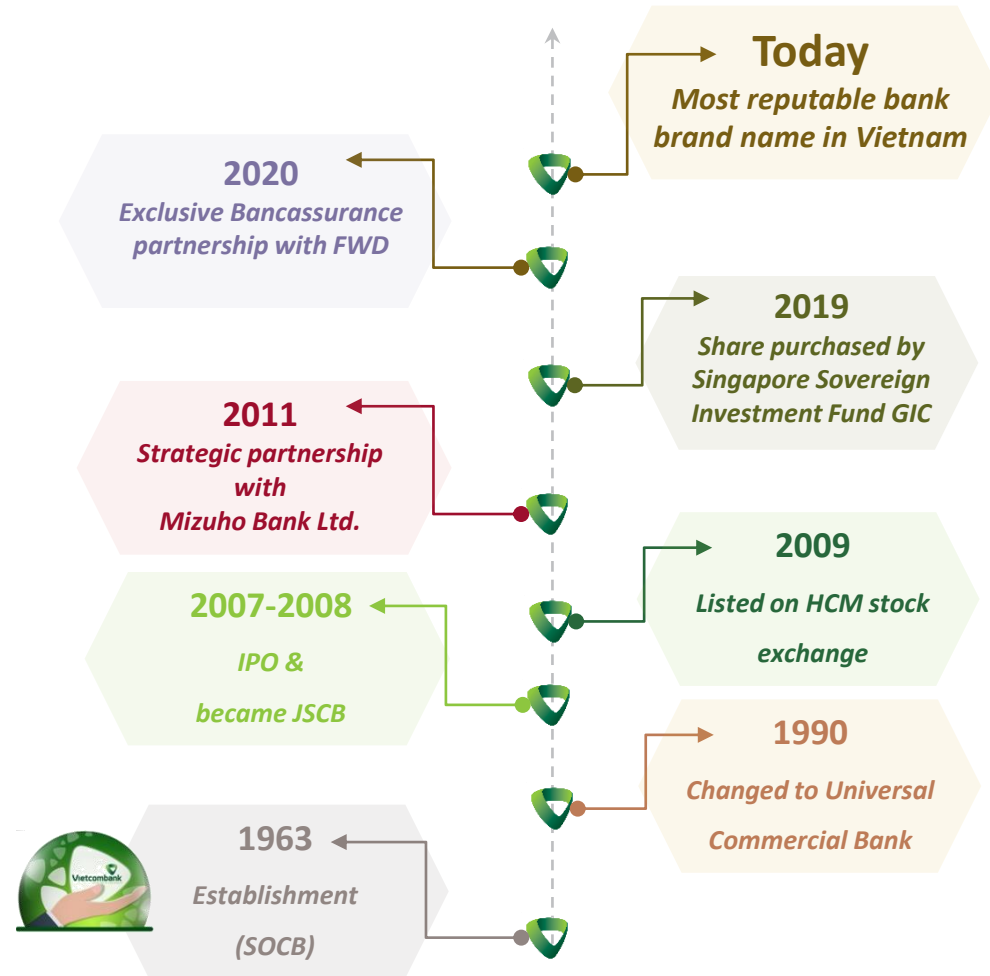 Today
Most reputable bank
brand name in Vietnam
2020
Exclusive Bancassurance
partnership with FWD
2019
Share purchased by
Singapore Sovereign
Investment Fund GIC
2011
Strategic partnership
with
Mizuho Bank Ltd.
2009
Listed on HCM stock
exchange
2007-2008
IPO &
became JSCB
1990
Changed to Universal
Commercial Bank
1963
Establishment
(SOCB)
Vietcombank